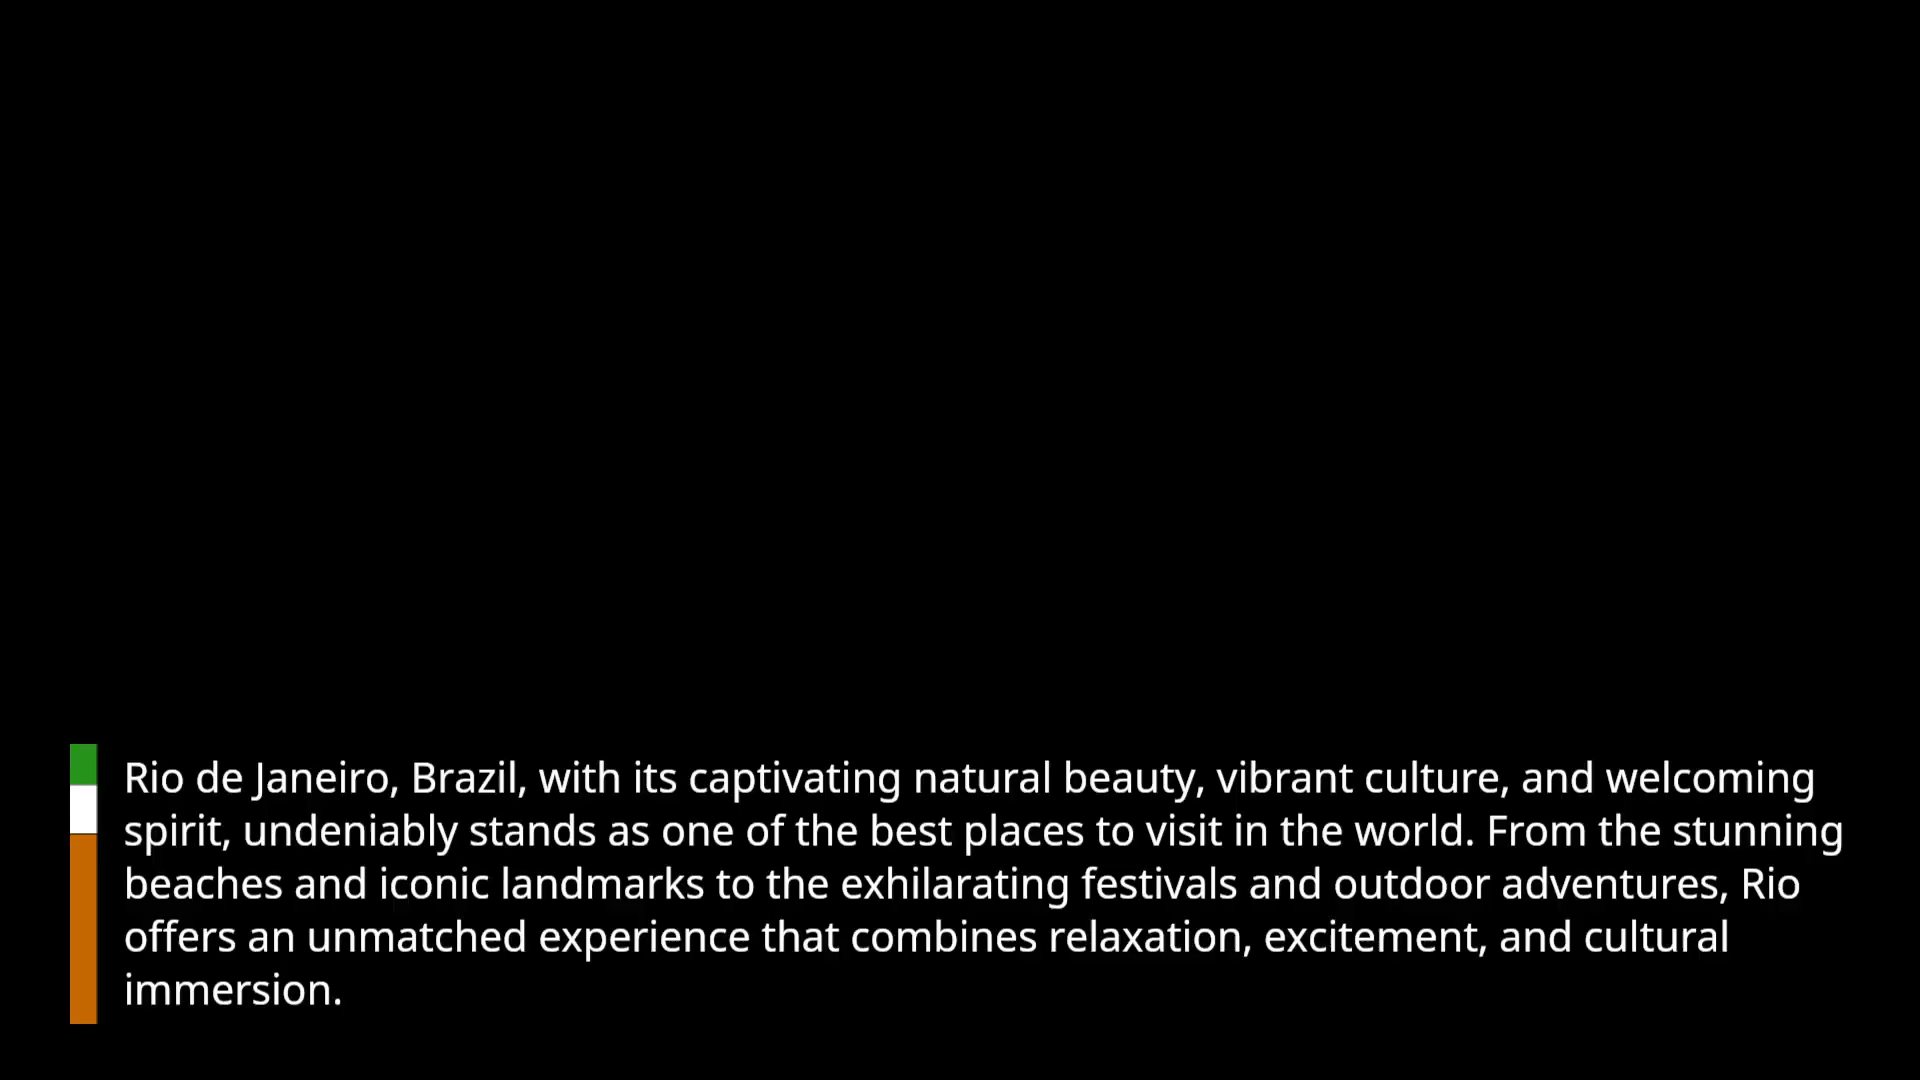 Rio de Janeiro, Brazil, with its captivating natural beauty, vibrant culture, and welcoming
spirit, undeniably stands as one of the best places to visit in the world. From the stunning
beaches and iconic landmarks to the exhilarating festivals and outdoor adventures, Rio
offers an unmatched experience that combines relaxation, excitement, and cultural
immersion.